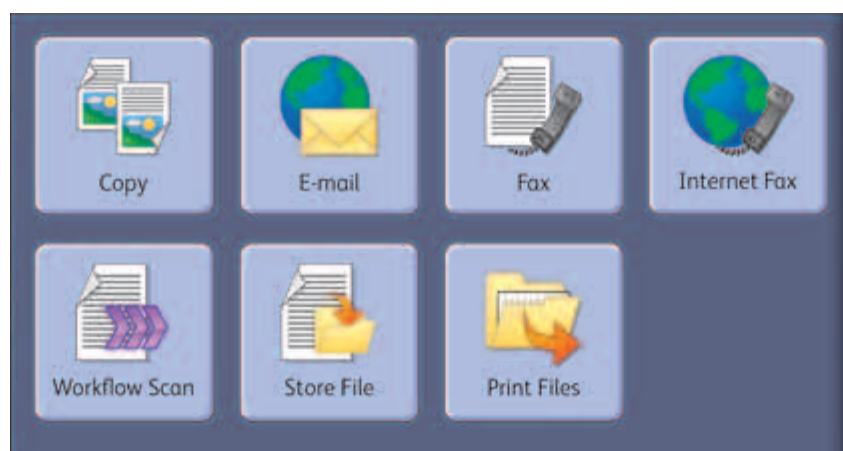 Copy
E-mail
Fax
Internet Fax
Workflow Scan
Store File
Print Files